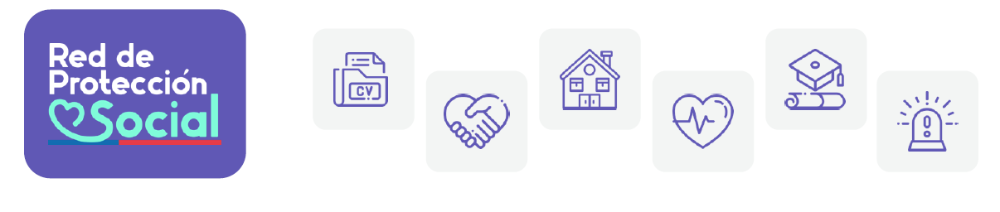 Red de
Protección
Social
CV